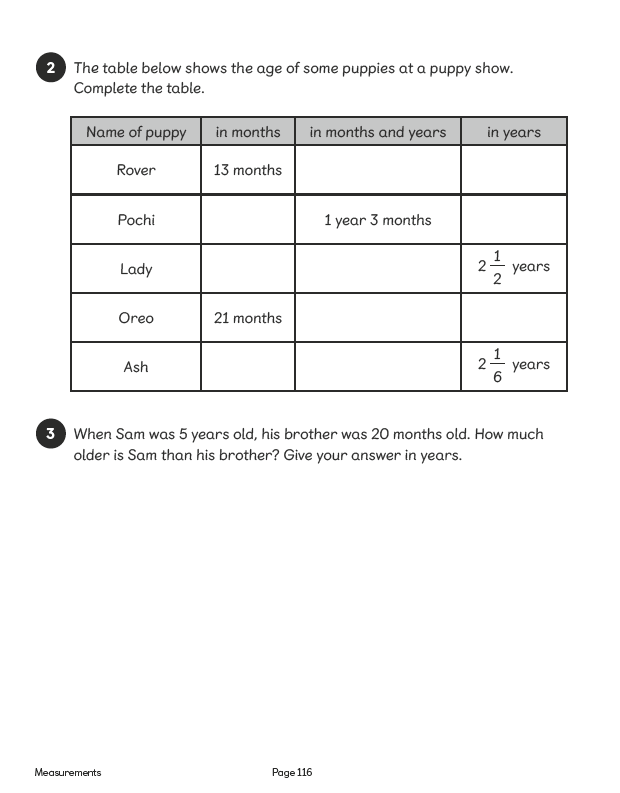 2 The table below shows the age of some puppies at a puppy show.
Complete the table.
Name of puppy in months in months and years in years
Rover 13 months
Pochi 1 year 3 months
Lady 2 1/2 years
Oreo 21 months
Ash 2 1/6 years
3 When Sam was 5 years old, his brother was 20 months old. How much
older is Sam than his brother? Give your answer in years.
Measurements Page 116